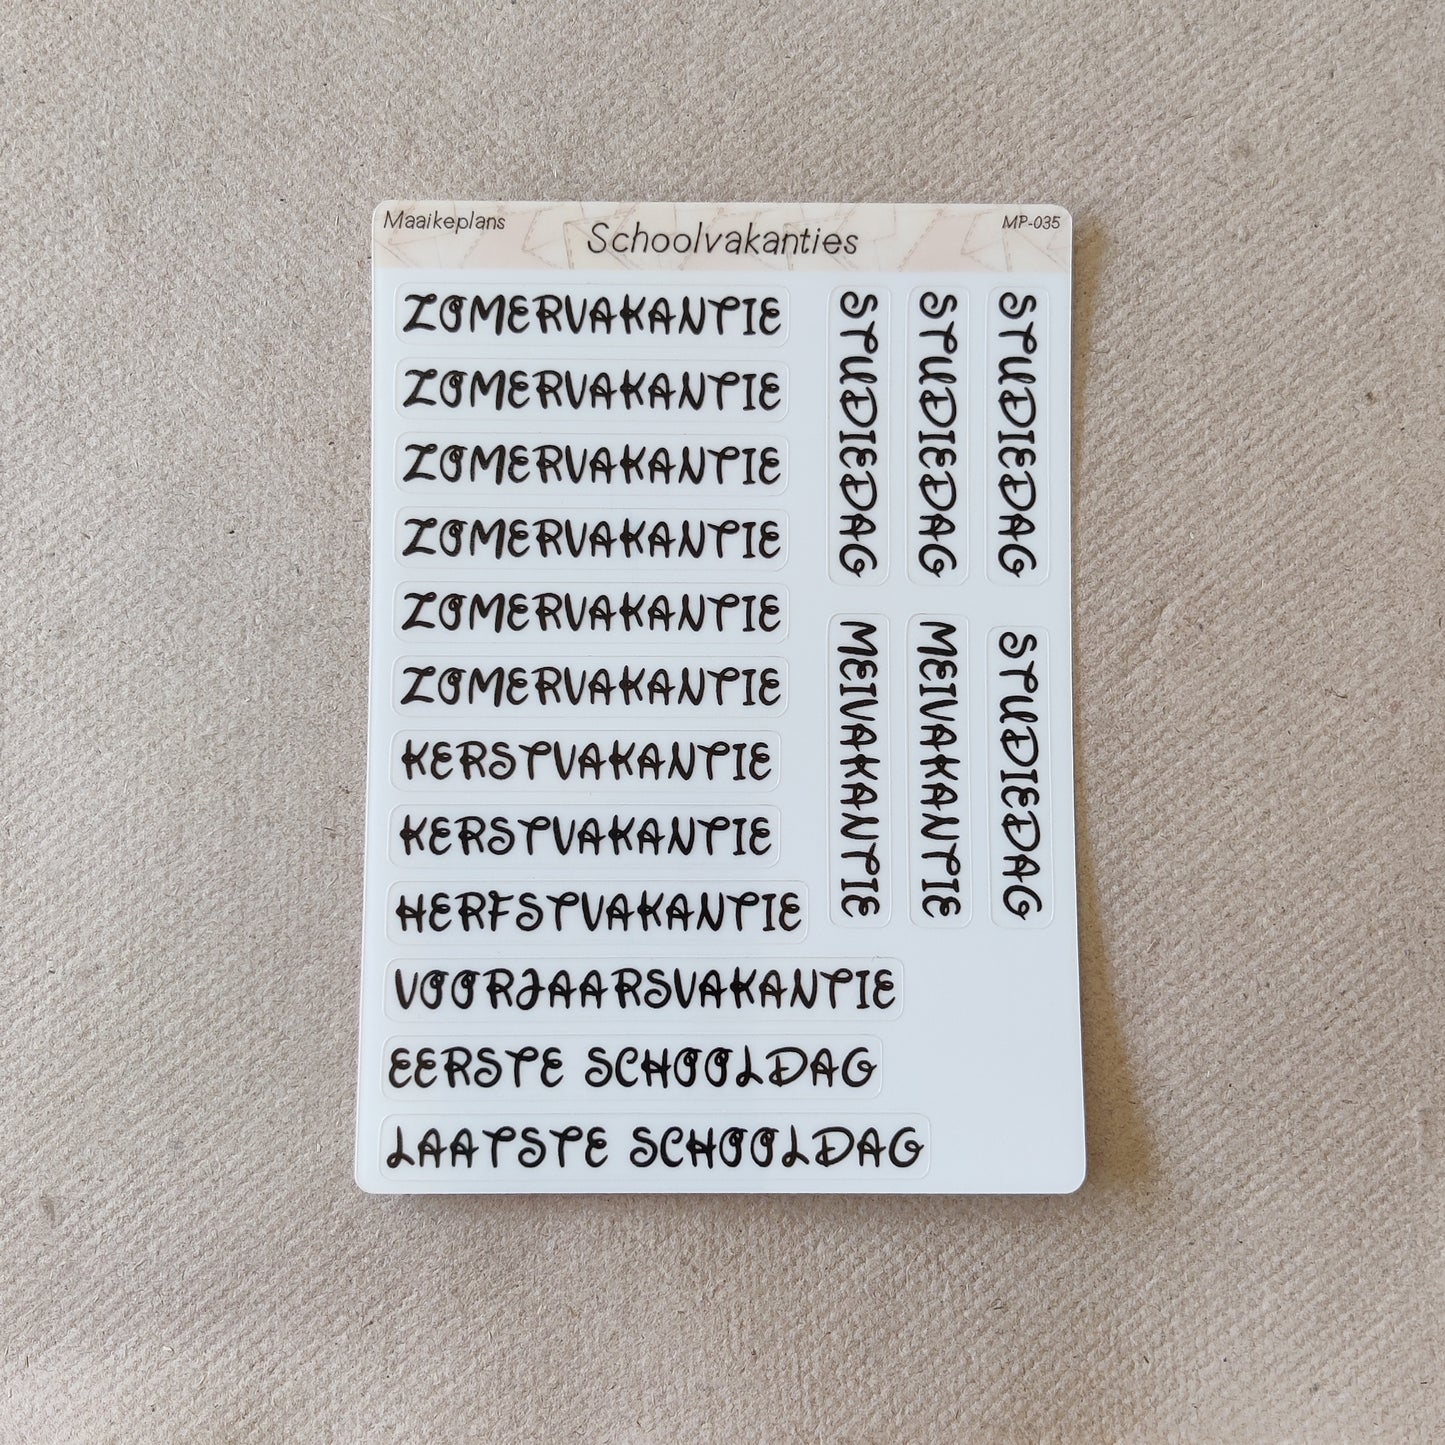 Maaikeplans
Schoolvakanties
MP-035
ZOMERVAKANTIE
ZOMERVAKANTIE
ZOMERVAKANTIE
ZOMERVAKANTIE
ZOMERVAKANTIE
ZOMERVAKANTIE
KERSTVAKANTIE
KERSTVAKANTIE
HERFSTVAKANTIE
VOORJAARSVAKANTIE
EERSTE SCHOOLDAG
LAATSTE SCHOOLDAG
STUDIEDAG
STUDIEDAG
STUDIEDAG
MEIVAKANTIE
MEIVAKANTIE
STUDIEDAG